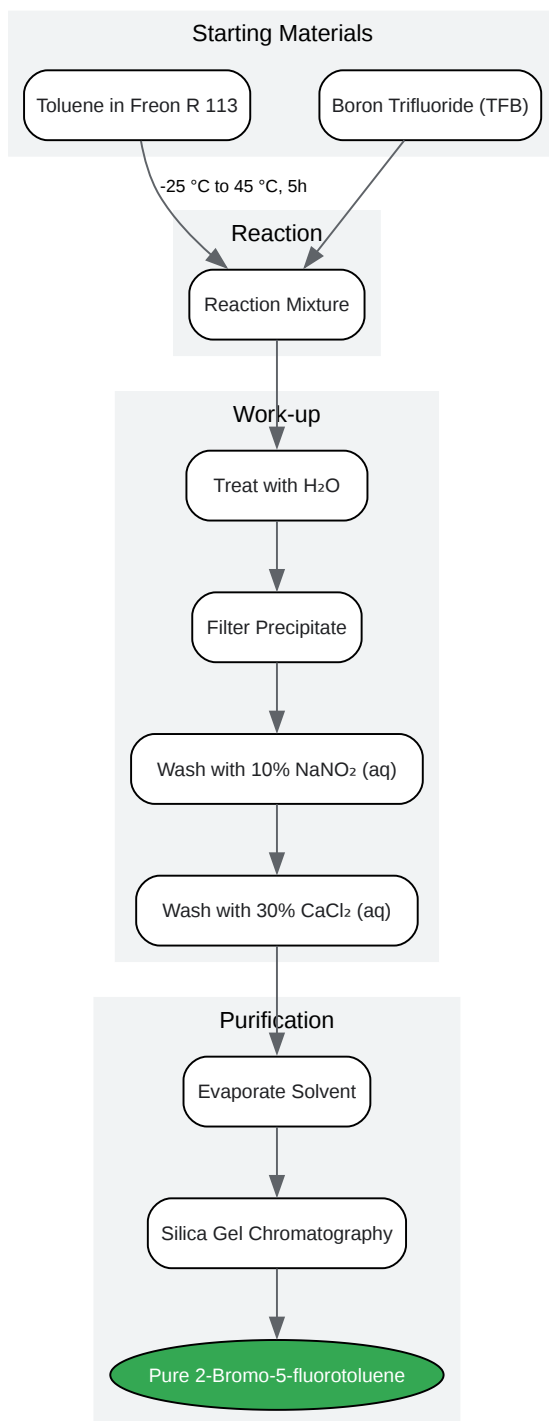 Starting Materials
Toluene in Freon R 113
Boron Trifluoride (TFB)
-25 °C to 45 °C, 5h
Reaction
Reaction Mixture
Work-up
Treat with H₂O
Filter Precipitate
Wash with 10% NaNO₂ (aq)
Wash with 30% CaCl₂ (aq)
Purification
Evaporate Solvent
Silica Gel Chromatography
Pure 2-Bromo-5-fluorotoluene